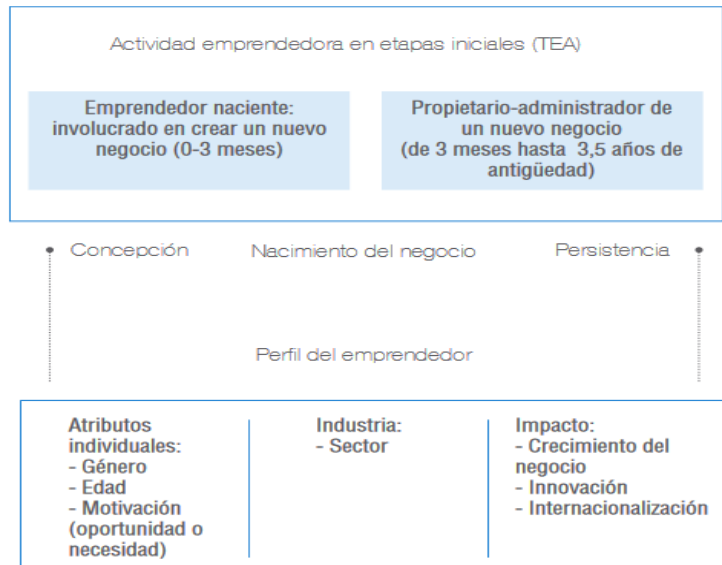 Actividad emprendedora en etapas iniciales (TEA)
Emprendedor naciente:
involucrado en crear un nuevo
negocio (0-3 meses)
Propietario-administrador de
un nuevo negocio
(de 3 meses hasta 3,5 años de
antigüedad)
Concepción
Nacimiento del negocio
Persistencia
Perfil del emprendedor
Atributos
individuales:
- Género
- Edad
- Motivación
(oportunidad o
necesidad)
Industria:
- Sector
Impacto:
- Crecimiento del
negocio
- Innovación
- Internacionalización